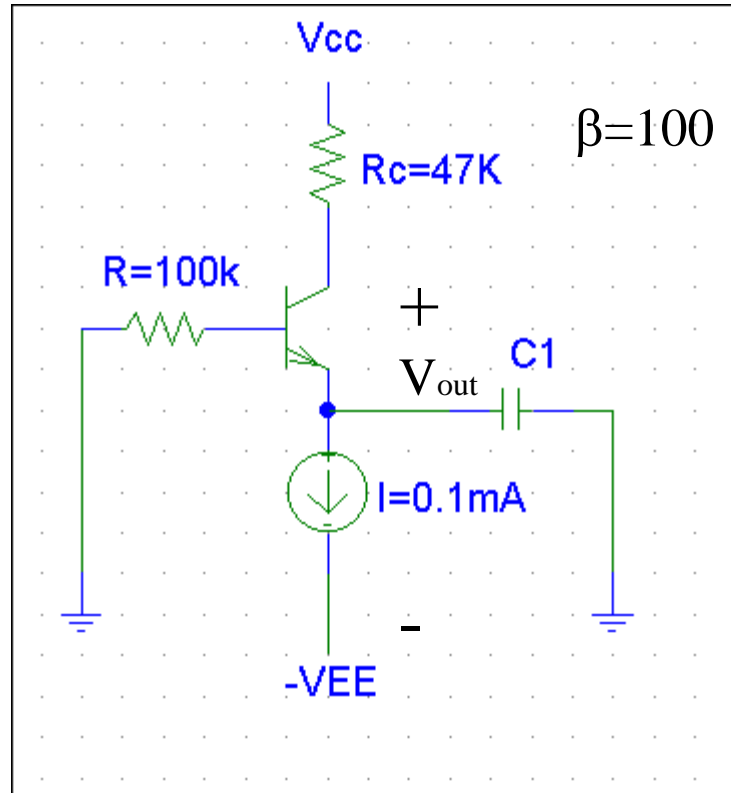 Vcc
β=100
Rc=47K
R=100k
+
Vout
C1
I=0.1mA
-
-VEE